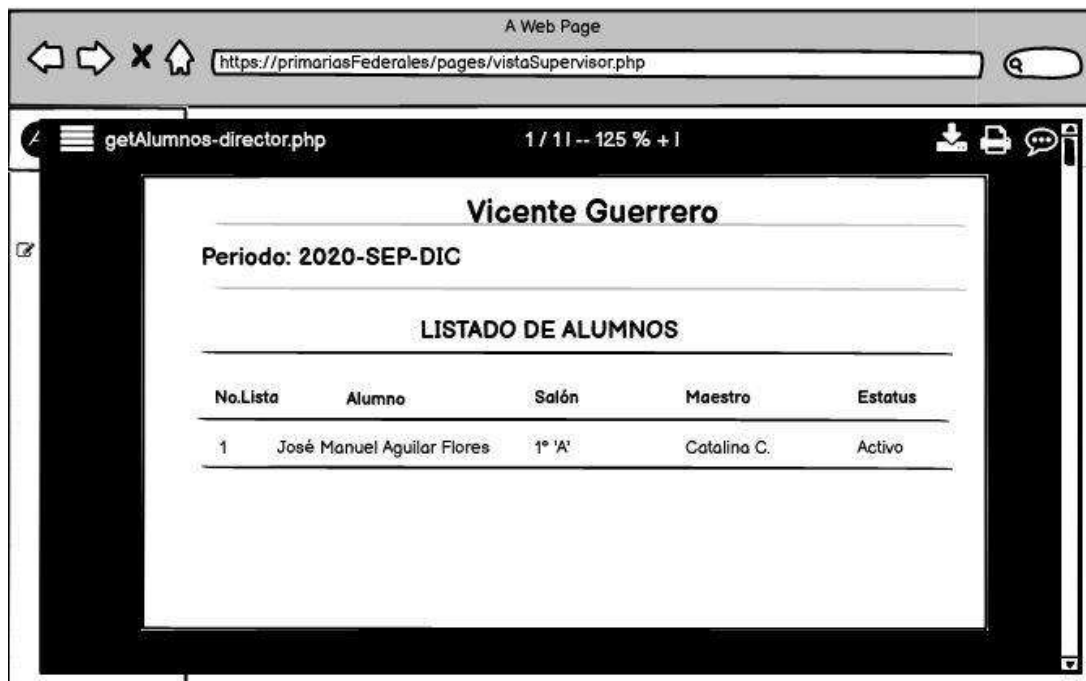 A Web Page
https://primariasFederales/pages/vistaSupervisor.php
getAlumnos-director.php 1 / 1 | -- 125 % + |
Vicente Guerrero
Periodo: 2020-SEP-DIC
LISTADO DE ALUMNOS
No.Lista Alumno Salón Maestro Estatus
1 José Manuel Aguilar Flores 1° 'A' Catalina C. Activo